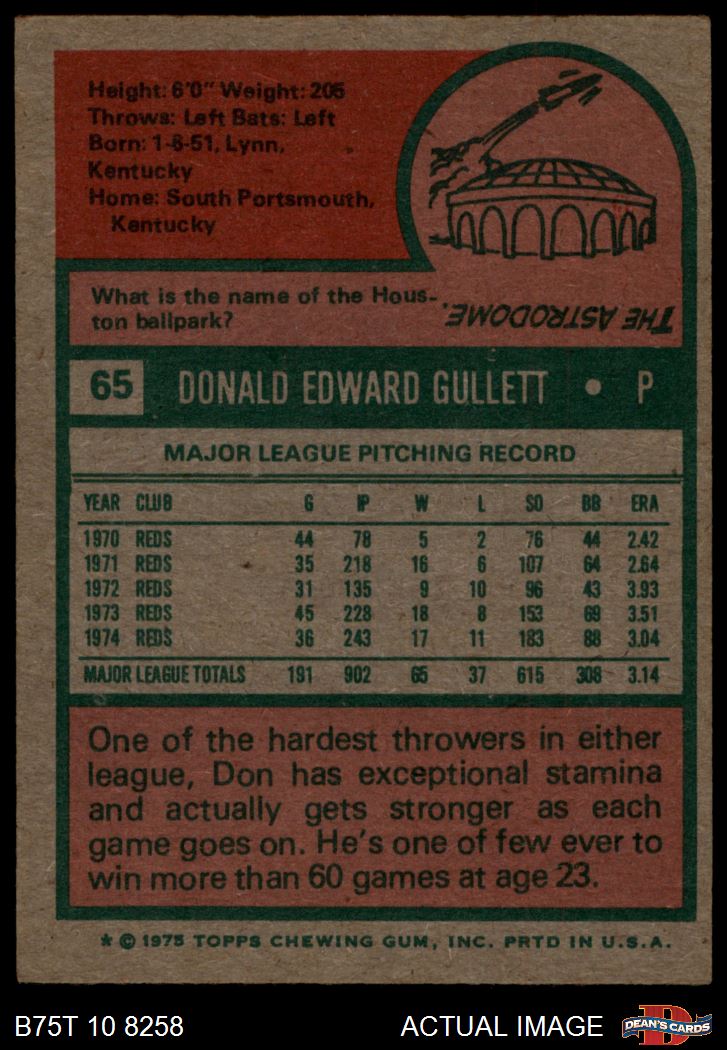 Height: 6'0" Weight: 205
Throws: Left Bats: Left
Born: 1-6-51, Lynn,
Kentucky
Home: South Portsmouth,
Kentucky
What is the name of the Hous-
ton ballpark?
THE ASTRODOME.
65 DONALD EDWARD GULLETT • P
MAJOR LEAGUE PITCHING RECORD
YEAR CLUB G IP W L SO BB ERA
1970 REDS 44 78 5 2 76 44 2.42
1971 REDS 35 218 16 6 107 64 2.64
1972 REDS 31 135 9 10 96 43 3.93
1973 REDS 45 228 18 8 153 69 3.51
1974 REDS 36 243 17 11 183 88 3.04
MAJOR LEAGUE TOTALS 191 902 65 37 615 308 3.14
One of the hardest throwers in either
league, Don has exceptional stamina
and actually gets stronger as each
game goes on. He's one of few ever to
win more than 60 games at age 23.
* © 1975 TOPPS CHEWING GUM, INC. PRTD IN U.S.A.
B75T 10 8258 ACTUAL IMAGE
D
DEAN'S CARDS